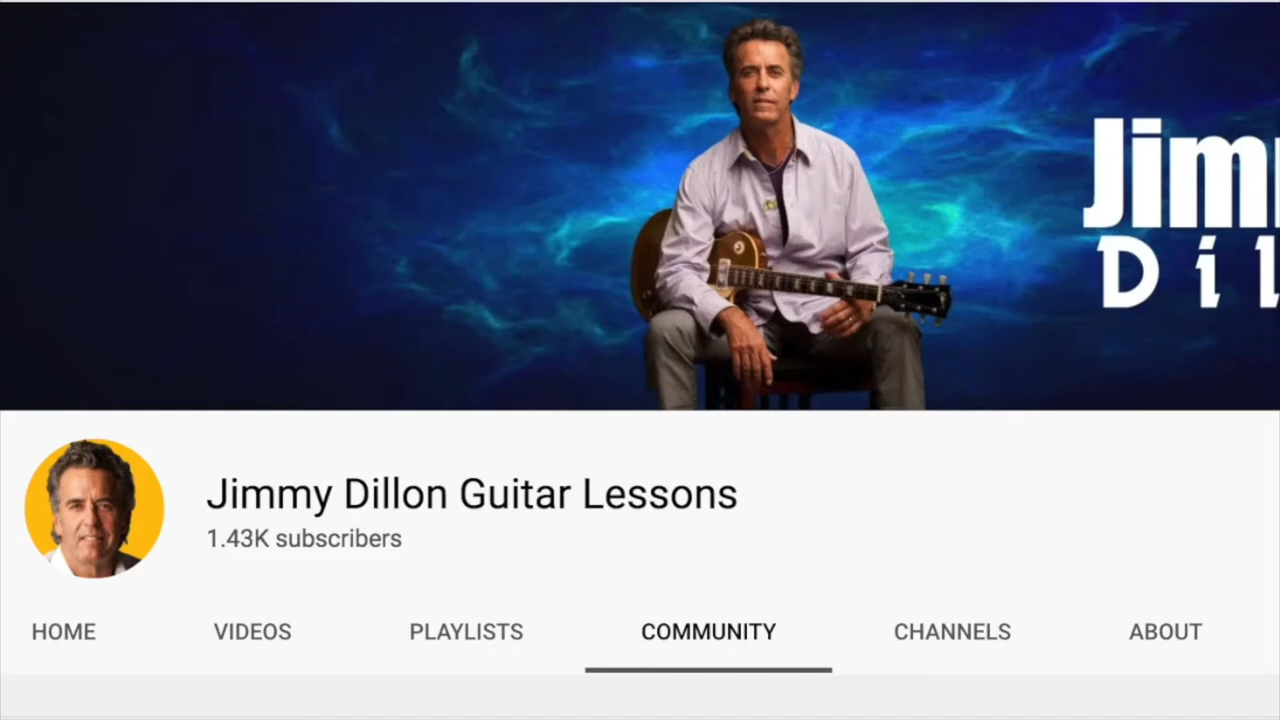 Jim
Dil
Jimmy Dillon Guitar Lessons
1.43K subscribers
HOME VIDEOS PLAYLISTS COMMUNITY CHANNELS ABOUT